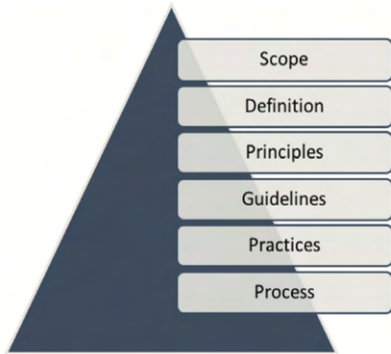 Scope
Definition
Principles
Guidelines
Practices
Process